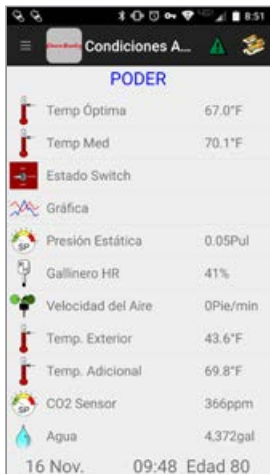 8:51
Condiciones A...
PODER
Temp Óptima 67.0°F
Temp Med 70.1°F
Estado Switch
Gráfica
SP Presión Estática 0.05Pul
Gallinero HR 41%
Velocidad del Aire 0Pie/min
Temp. Exterior 43.6°F
Temp. Adicional 69.8°F
SP CO2 Sensor 366ppm
Agua 4,372gal
16 Nov. 09:48 Edad 80